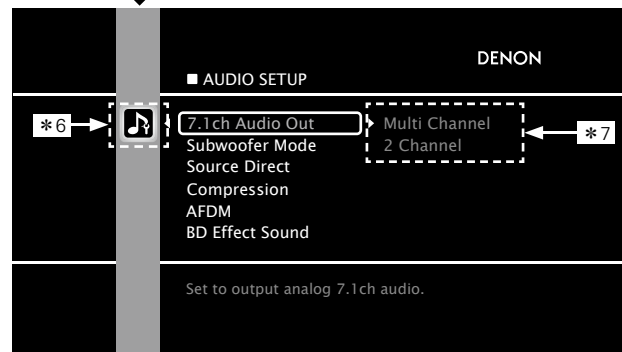 DENON
■ AUDIO SETUP
*6
7.1ch Audio Out
Multi Channel
*7
Subwoofer Mode
2 Channel
Source Direct
Compression
AFDM
BD Effect Sound
Set to output analog 7.1ch audio.